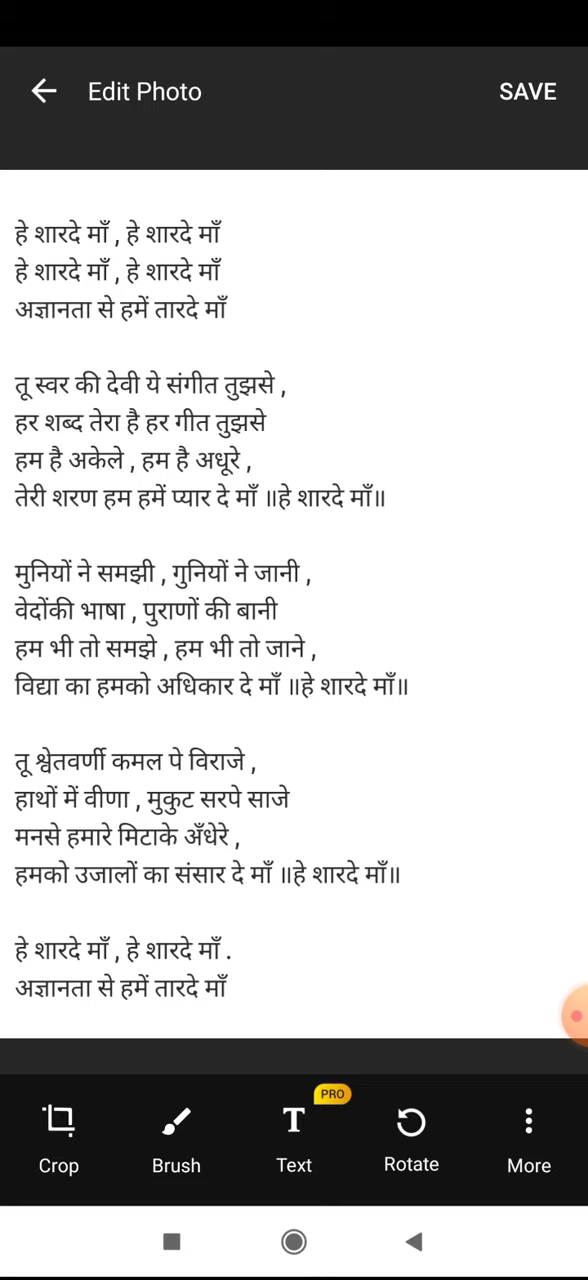 Edit Photo
SAVE
हे शारदे माँ , हे शारदे माँ
हे शारदे माँ , हे शारदे माँ
अज्ञानता से हमें तारदे माँ
तू स्वर की देवी ये संगीत तुझसे ,
हर शब्द तेरा है हर गीत तुझसे
हम है अकेले , हम है अधूरे ,
तेरी शरण हम हमें प्यार दे माँ ॥हे शारदे माँ॥
मुनियों ने समझी , गुनियों ने जानी ,
वेदोंकी भाषा , पुराणों की बानी
हम भी तो समझे , हम भी तो जाने ,
विद्या का हमको अधिकार दे माँ ॥हे शारदे माँ॥
तू श्वेतवर्णी कमल पे विराजे ,
हाथों में वीणा , मुकुट सरपे साजे
मनसे हमारे मिटाके अँधेरे ,
हमको उजालों का संसार दे माँ ॥हे शारदे माँ॥
हे शारदे माँ , हे शारदे माँ .
अज्ञानता से हमें तारदे माँ
PRO
Crop
Brush
Text
Rotate
More